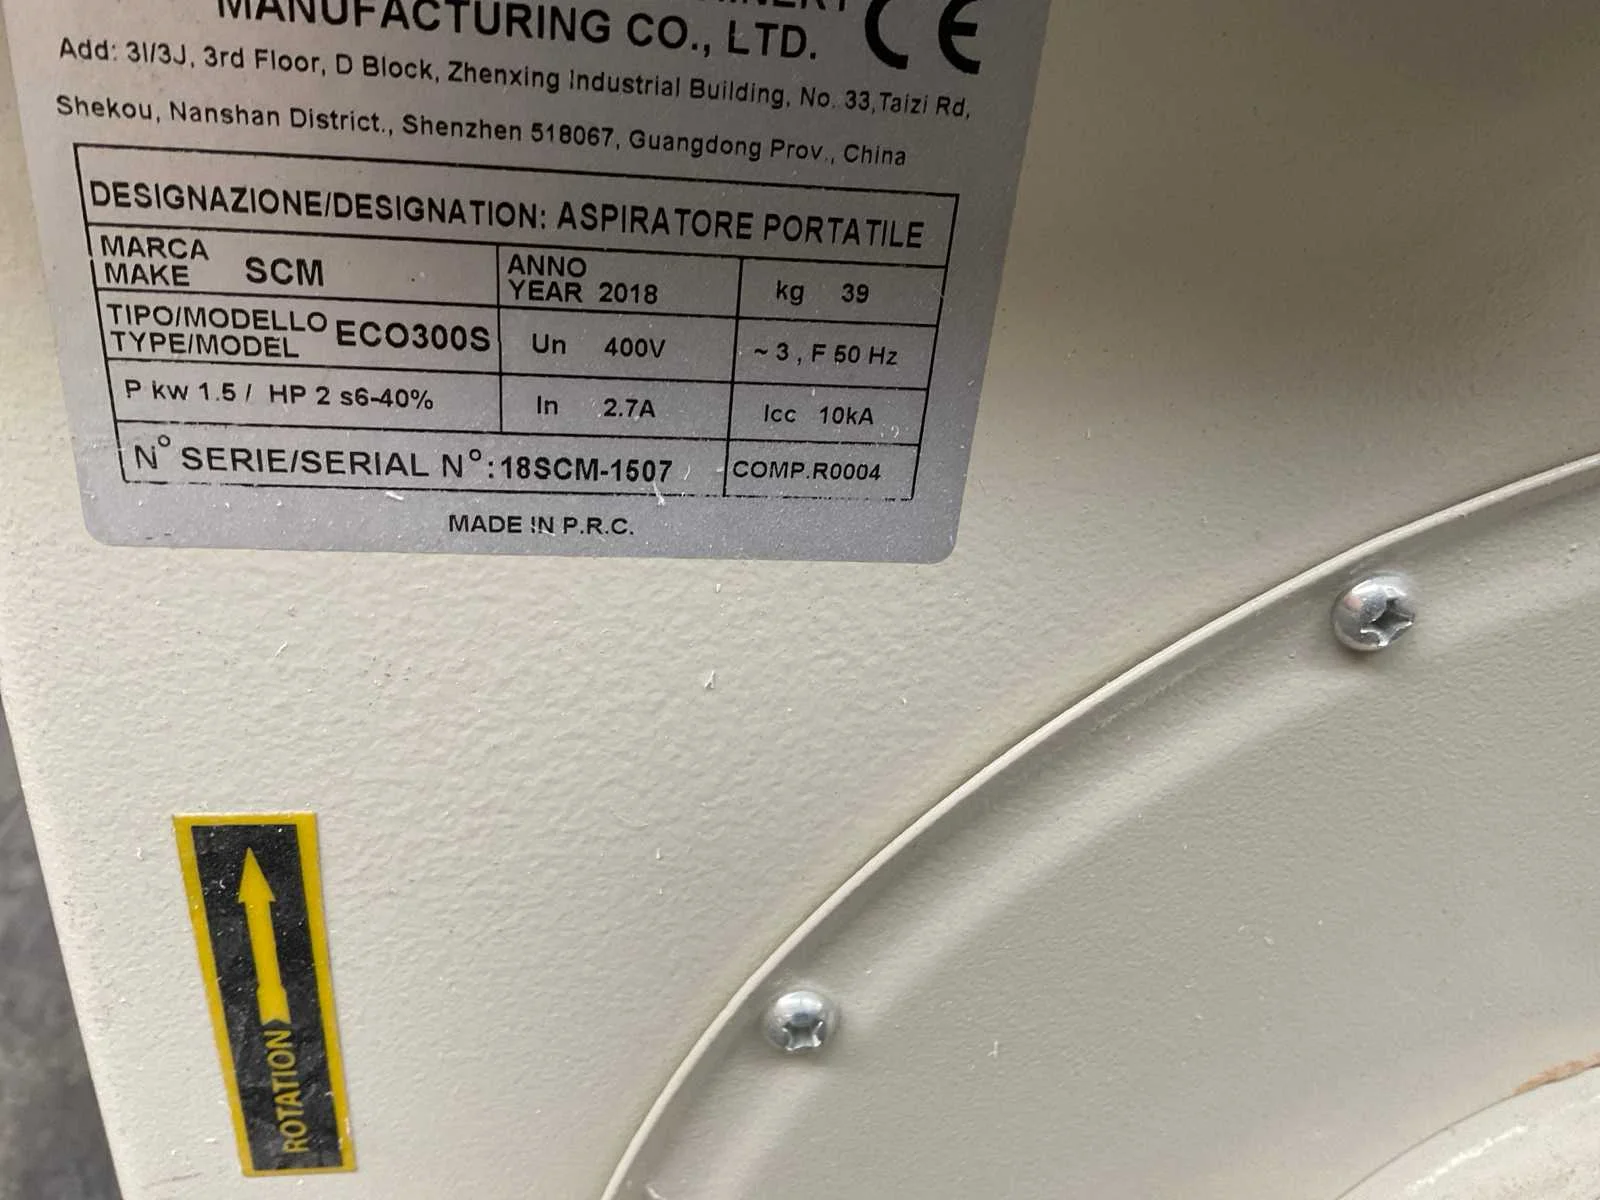 MANUFACTURING CO., LTD. CE
Add: 3I/3J, 3rd Floor, D Block, Zhenxing Industrial Building, No. 33,Taizi Rd,
Shekou, Nanshan District., Shenzhen 518067, Guangdong Prov., China
DESIGNAZIONE/DESIGNATION: ASPIRATORE PORTATILE
MARCA
MAKE SCM
ANNO
YEAR 2018
kg 39
TIPO/MODELLO
TYPE/MODEL ECO300S
Un 400V
~ 3 , F 50 Hz
P kw 1.5 / HP 2 s6-40%
In 2.7A
Icc 10kA
N° SERIE/SERIAL N°:18SCM-1507
COMP.R0004
MADE IN P.R.C.
ROTATION